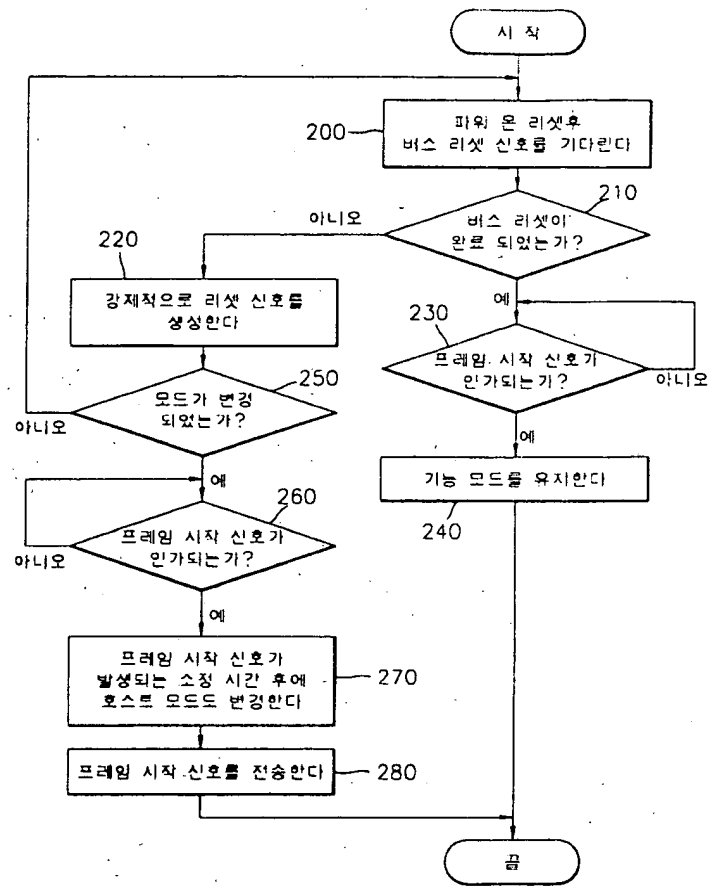 시 작
파워 온 리셋후
버스 리셋 신호를 기다린다
200
210
버스 리셋이
완료 되었는가?
아니오
예
220
강제적으로 리셋 신호를
생성한다
230
프레임 시작 신호가
인가되는가?
아니오
예
250
모드가 변경
되었는가?
아니오
예
기능 모드를 유지한다
240
260
프레임 시작 신호가
인가되는가?
아니오
예
프레임 시작 신호가
발생되는 소정 시간 후에
호스트 모드도 변경한다
270
프레임 시작 신호를 전송한다
280
끝